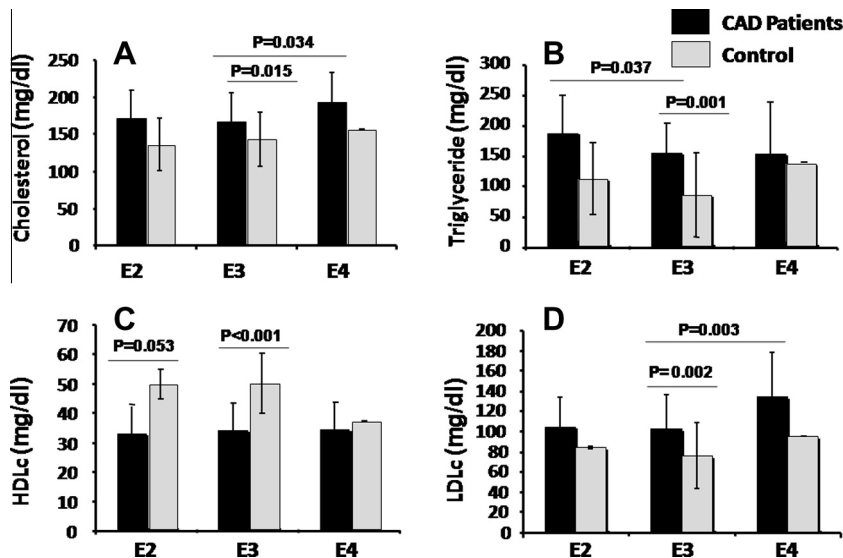 CAD Patients
Control
A
P=0.034
P=0.015
Cholesterol (mg/dl)
250
200
150
100
50
0
E2 E3 E4
B
P=0.037
P=0.001
Triglyceride (mg/dl)
300
250
200
150
100
50
0
E2 E3 E4
C
P=0.053
P<0.001
HDLc (mg/dl)
70
60
50
40
30
20
10
0
E2 E3 E4
D
P=0.003
P=0.002
LDLc (mg/dl)
200
180
160
140
120
100
80
60
40
20
0
E2 E3 E4